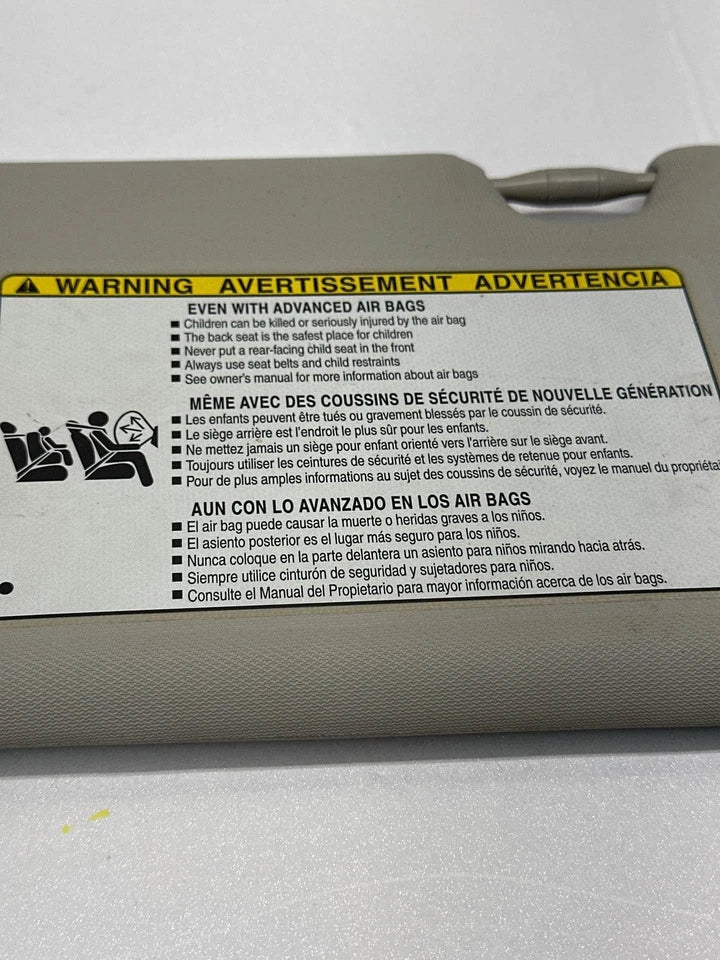 WARNING AVERTISSEMENT ADVERTENCIA
EVEN WITH ADVANCED AIR BAGS
■ Children can be killed or seriously injured by the air bag
■ The back seat is the safest place for children
■ Never put a rear-facing child seat in the front
■ Always use seat belts and child restraints
■ See owner's manual for more information about air bags
MÊME AVEC DES COUSSINS DE SÉCURITÉ DE NOUVELLE GÉNÉRATION
■ Les enfants peuvent être tués ou gravement blessés par le coussin de sécurité.
■ Le siège arrière est l'endroit le plus sûr pour les enfants.
■ Ne mettez jamais un siège pour enfant orienté vers l'arrière sur le siège avant.
■ Toujours utiliser les ceintures de sécurité et les systèmes de retenue pour enfants.
■ Pour de plus amples informations au sujet des coussins de sécurité, voyez le manuel du
AUN CON LO AVANZADO EN LOS AIR BAGS
■ El air bag puede causar la muerte o heridas graves a los niños.
■ El asiento posterior es el lugar más seguro para los niños.
■ Nunca coloque en la parte delantera un asiento para niños mirando hacia atrás.
■ Siempre utilice cinturón de seguridad y sujetadores para niños.
■ Consulte el Manual del Propietario para mayor información acerca de los air bags.